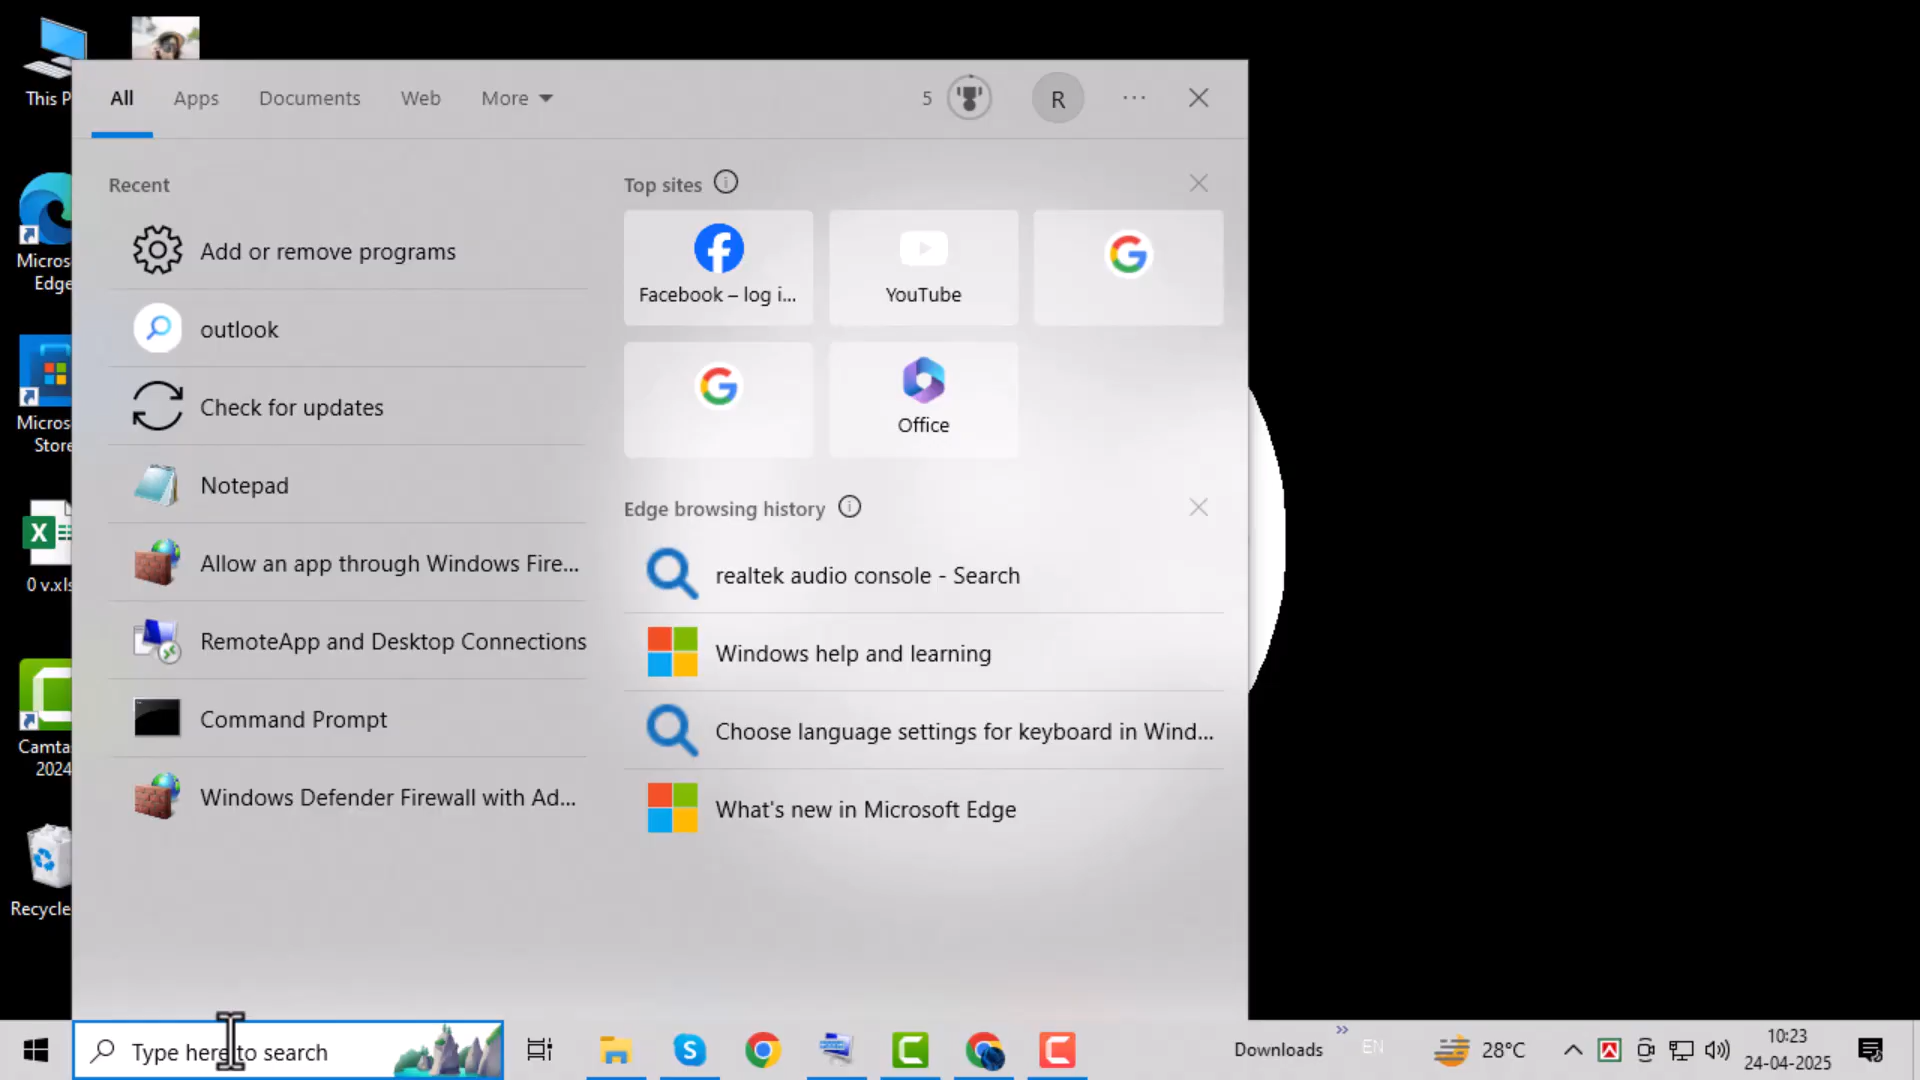 This P
Micros
Edge
Micros
Store
0 v.xls
Camta
2024
Recycle
All
Apps
Documents
Web
More
5
R
Recent
Add or remove programs
outlook
Check for updates
Notepad
Allow an app through Windows Fire...
RemoteApp and Desktop Connections
Command Prompt
Windows Defender Firewall with Ad...
Top sites
Facebook – log i...
YouTube
Office
Edge browsing history
realtek audio console - Search
Windows help and learning
Choose language settings for keyboard in Wind...
What's new in Microsoft Edge
Type here to search
Downloads
EN
28°C
10:23
24-04-2025